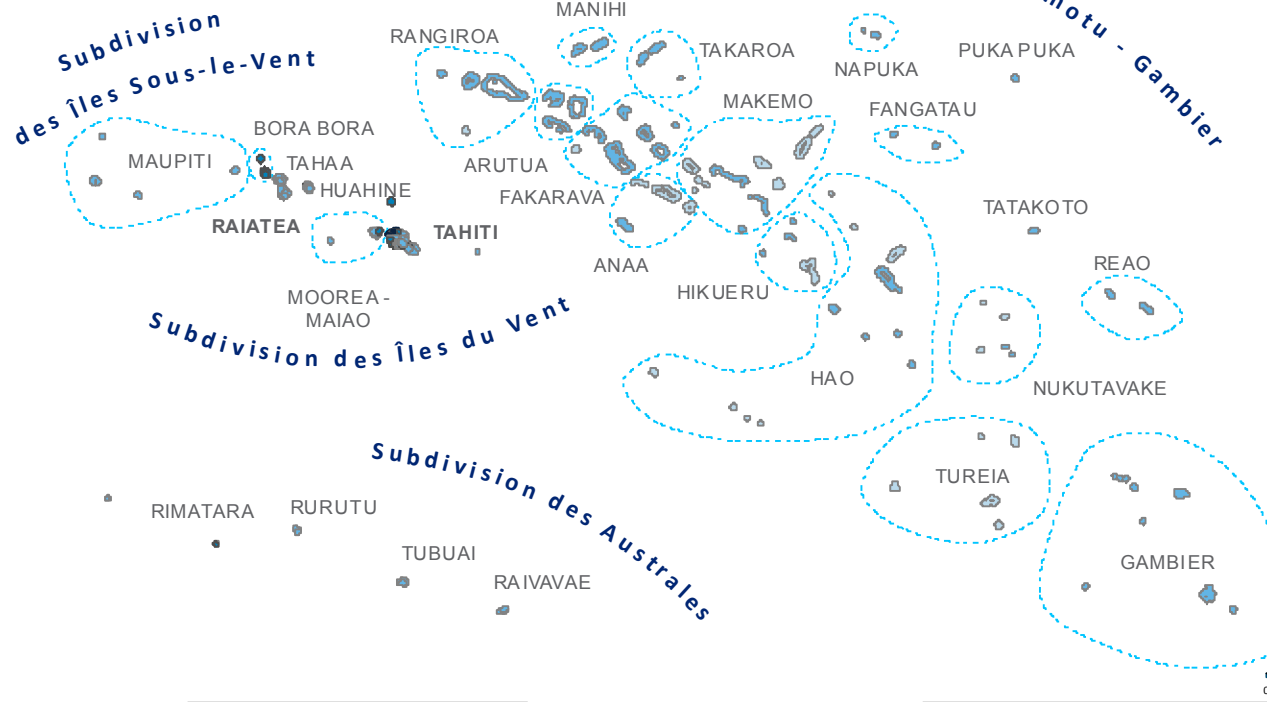 MANIHI
Subdivision
des Îles Sous-le-Vent
RANGIROA
TAKAROA
NAPUKA
PUKA PUKA
motu - Gambier
MAKEMO
FANGATAU
BORA BORA
MAUPITI
TAHAA
ARUTUA
HUAHINE
FAKARAVA
TATAKOTO
RAIATEA
TAHITI
ANAA
REAO
HIKUERU
MOOREA -
MAIAO
Subdivision des Îles du Vent
HAO
NUKUTAVAKE
Subdivision des Australes
TUREIA
RIMATARA
RURUTU
TUBUAI
GAMBIER
RAIVAVAE